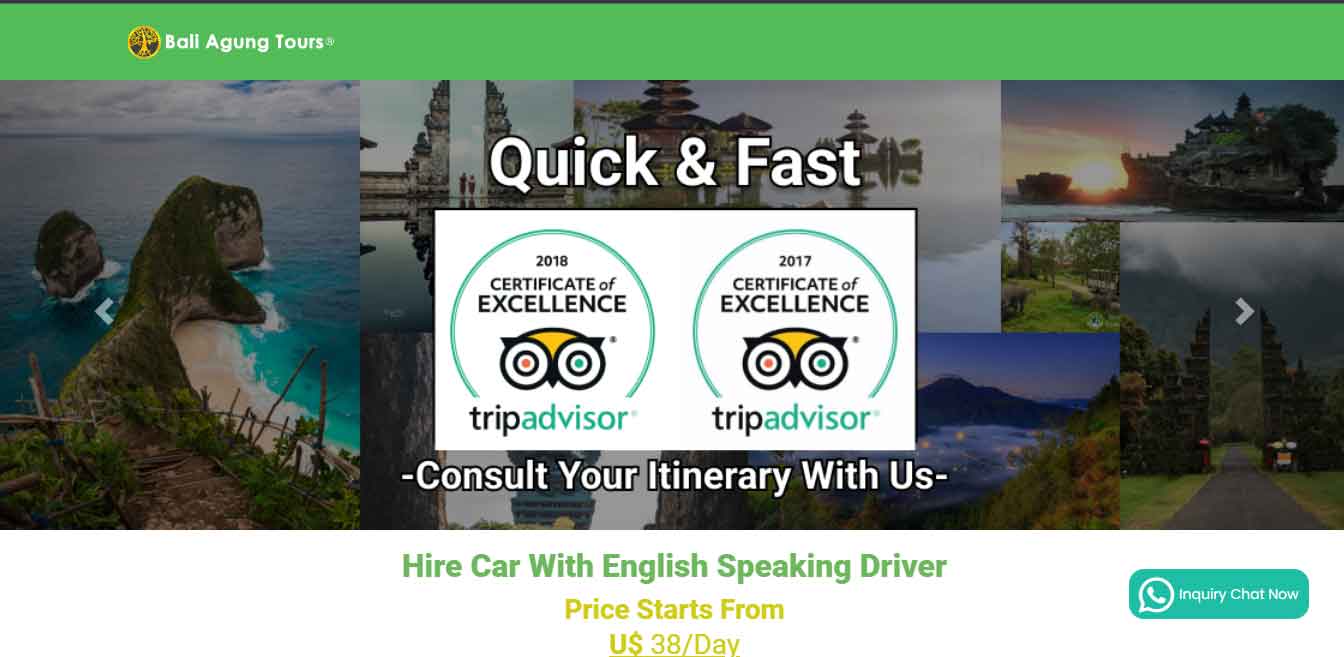 Bali Agung Tours®
Quick & Fast
2018
CERTIFICATE of
EXCELLENCE
®
tripadvisor®
2017
CERTIFICATE of
EXCELLENCE
®
tripadvisor®
-Consult Your Itinerary With Us-
Hire Car With English Speaking Driver
Price Starts From
U$ 38/Day
Inquiry Chat Now